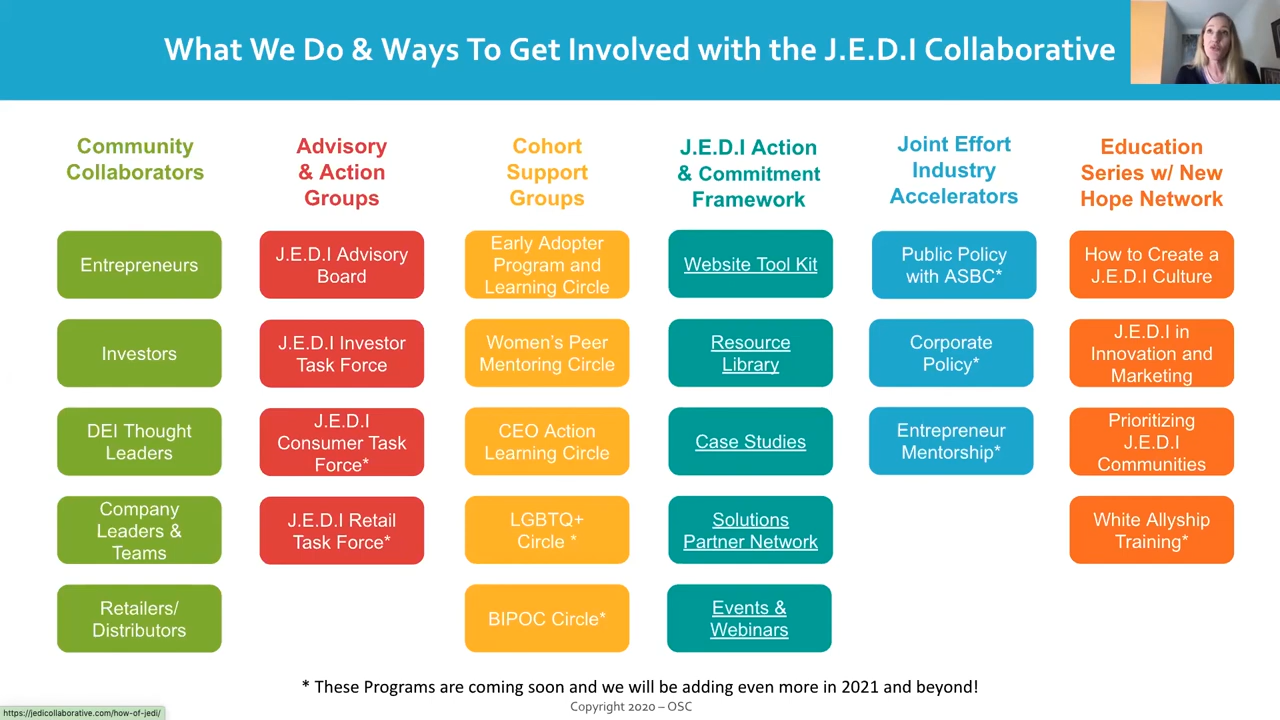 What We Do & Ways To Get Involved with the J.E.D.I Collaborative
Community
Collaborators
Entrepreneurs
Investors
DEI Thought
Leaders
Company
Leaders &
Teams
Retailers/
Distributors
Advisory
& Action
Groups
J.E.D.I Advisory
Board
J.E.D.I Investor
Task Force
J.E.D.I
Consumer Task
Force*
J.E.D.I Retail
Task Force*
Cohort
Support
Groups
Early Adopter
Program and
Learning Circle
Women's Peer
Mentoring Circle
CEO Action
Learning Circle
LGBTQ+
Circle *
BIPOC Circle*
J.E.D.I Action
& Commitment
Framework
Website Tool Kit
Resource
Library
Case Studies
Solutions
Partner Network
Events &
Webinars
Joint Effort
Industry
Accelerators
Public Policy
with ASBC*
Corporate
Policy*
Entrepreneur
Mentorship*
Education
Series w/ New
Hope Network
How to Create a
J.E.D.I Culture
J.E.D.I in
Innovation and
Marketing
Prioritizing
J.E.D.I
Communities
White Allyship
Training*
* These Programs are coming soon and we will be adding even more in 2021 and beyond!
Copyright 2020 – OSC
https://jedicollaborative.com/how-of-jedi/